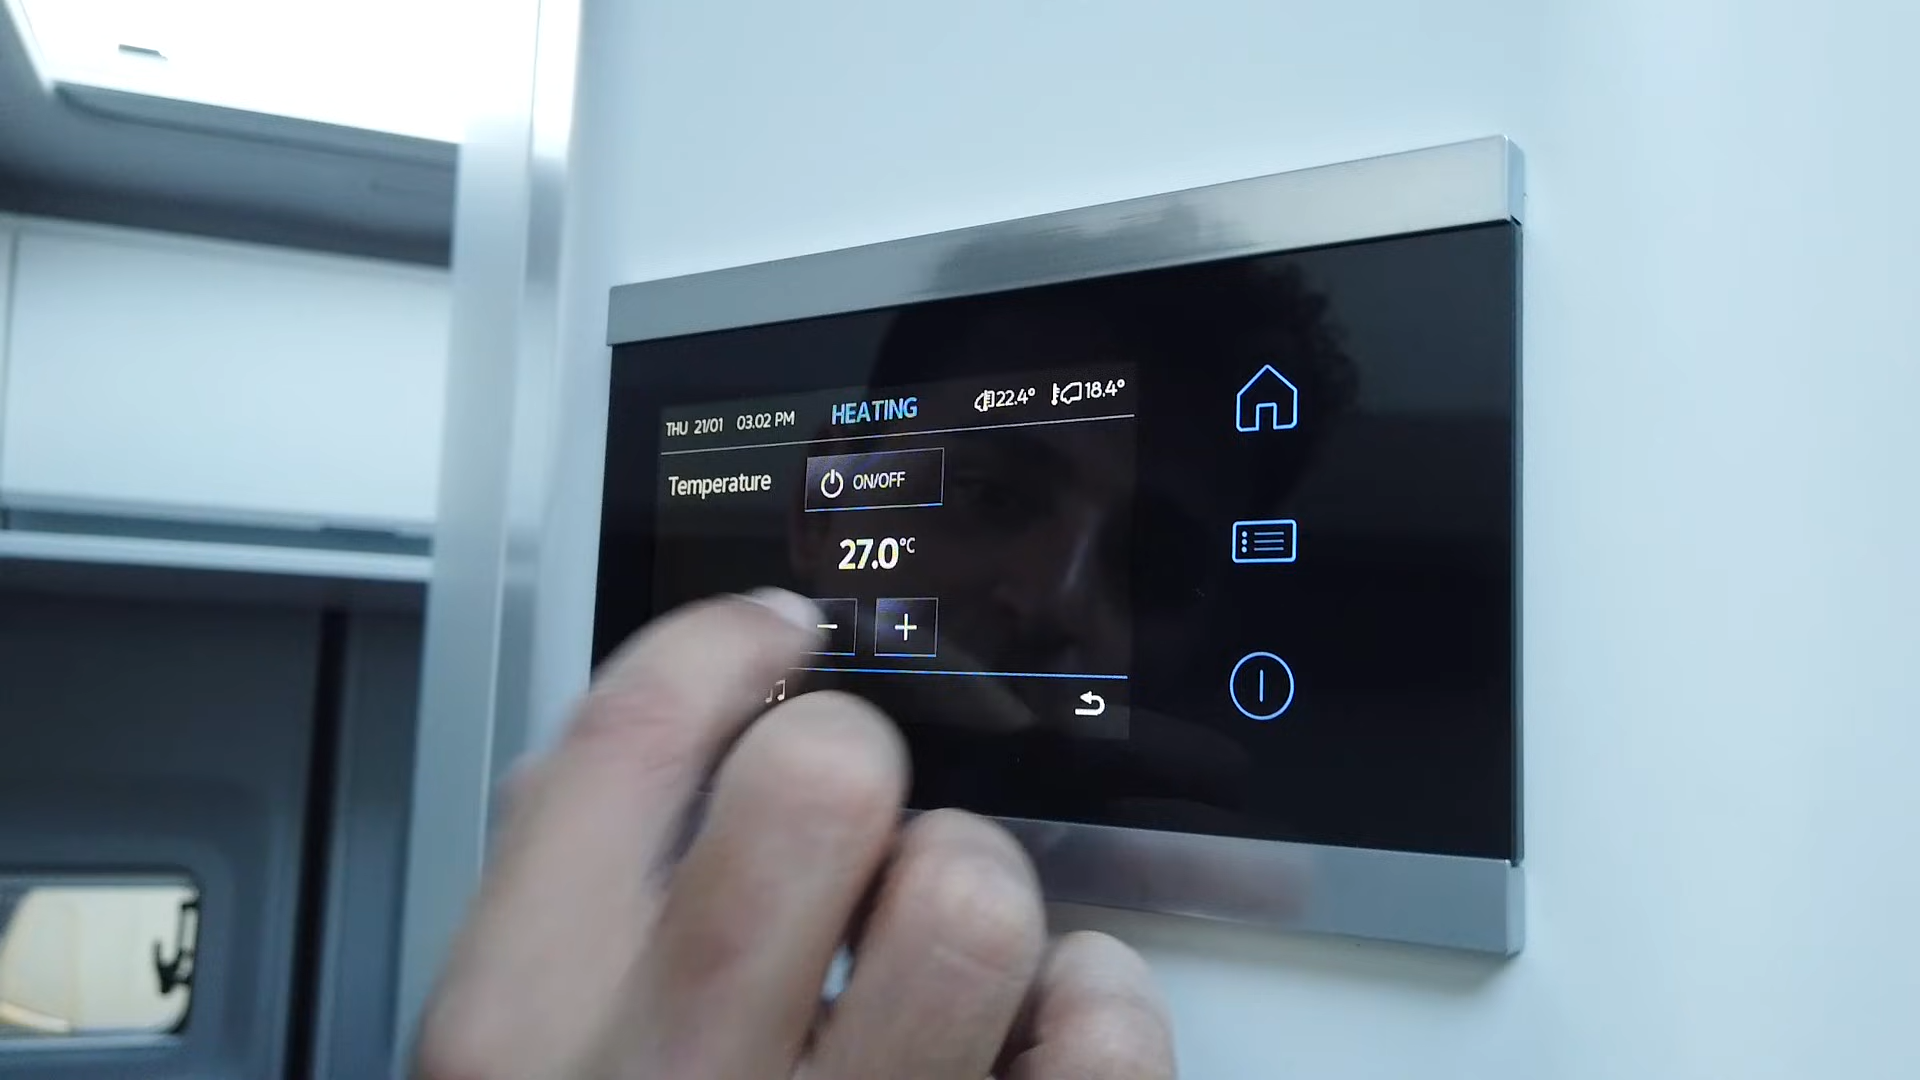 THU 21/01 03.02 PM HEATING 22.4° 18.4°
Temperature ON/OFF
27.0°C
− +